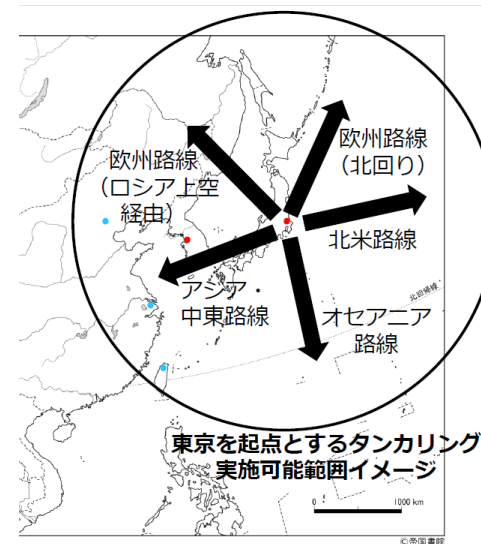 欧州路線
（北回り）
欧州路線
（ロシア上空
経由）
北米路線
アジア・
中東路線
オセアニア
路線
北回帰線
東京を起点とするタンカリング
実施可能範囲イメージ
0 1000 km
©帝国書院